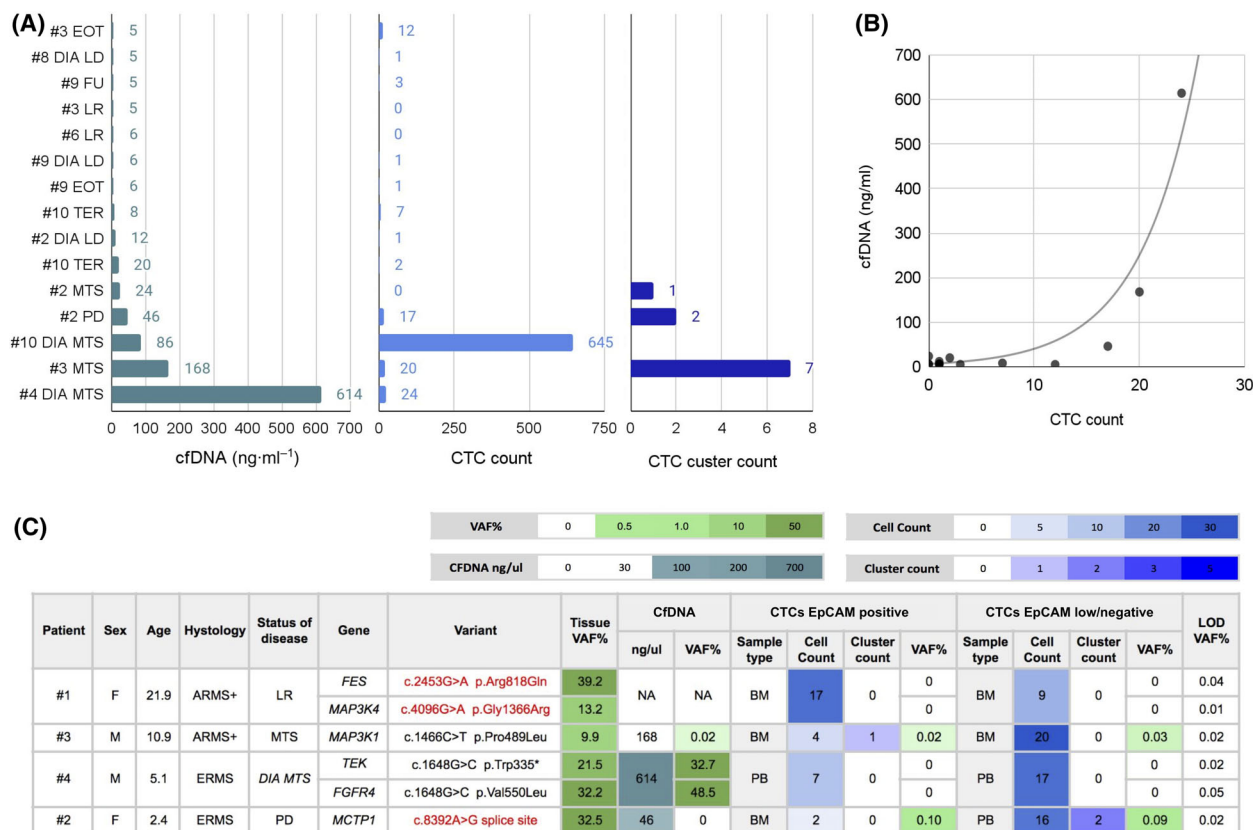 (A)
#3 EOT 5 12
#8 DIA LD 5 1
#9 FU 5 3
#3 LR 5 0
#6 LR 6 0
#9 DIA LD 6 1
#9 EOT 6 1
#10 TER 8 7
#2 DIA LD 12 1
#10 TER 20 2
#2 MTS 24 0 1
#2 PD 46 17 2
#10 DIA MTS 86 645
#3 MTS 168 20 7
#4 DIA MTS 614 24
0 100 200 300 400 500 600 700 0 250 500 750 0 2 4 6 8
cfDNA (ng·ml⁻¹) CTC count CTC custer count
(B)
700
600
500
400
300
200
100
0
cfDNA (ng/ml)
0 10 20 30
CTC count
(C)
VAF% 0 0.5 1.0 10 50 Cell Count 0 5 10 20 30
CFDNA ng/ul 0 30 100 200 700 Cluster count 0 1 2 3 5
Patient Sex Age Hystology Status of disease Gene Variant Tissue VAF% CfDNA CTCs EpCAM positive CTCs EpCAM low/negative LOD VAF%
ng/ul VAF% Sample type Cell Count Cluster count VAF% Sample type Cell Count Cluster count VAF%
#1 F 21.9 ARMS+ LR FES c.2453G>A p.Arg818Gln 39.2 NA NA BM 17 0 0 BM 9 0 0 0.04
MAP3K4 c.4096G>A p.Gly1366Arg 13.2 0 0 0.01
#3 M 10.9 ARMS+ MTS MAP3K1 c.1466C>T p.Pro489Leu 9.9 168 0.02 BM 4 1 0.02 BM 20 0 0.03 0.02
#4 M 5.1 ERMS DIA MTS TEK c.1648G>C p.Trp335* 21.5 614 32.7 PB 7 0 0 PB 17 0 0 0.02
FGFR4 c.1648G>C p.Val550Leu 32.2 48.5 0 0 0 0 0.05
#2 F 2.4 ERMS PD MCTP1 c.8392A>G splice site 32.5 46 0 BM 2 0 0.10 PB 16 2 0.09 0.02